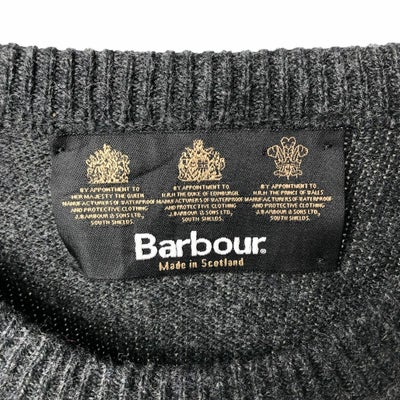 BY APPOINTMENT TO
HER MAJESTY THE QUEEN
MANUFACTURERS OF WATERPROOF
AND PROTECTIVE CLOTHING
J.BARBOUR & SONS LTD.
SOUTH SHIELDS.
BY APPOINTMENT TO
H.R.H THE DUKE OF EDINBURGH
MANUFACTURERS OF WATERPROOF
AND PROTECTIVE CLOTHING
J.BARBOUR & SONS LTD.
SOUTH SHIELDS.
BY APPOINTMENT TO
H.R.H THE PRINCE OF WALES
MANUFACTURERS OF WATERPROOF
AND PROTECTIVE CLOTHING
J.BARBOUR & SONS LTD.
SOUTH SHIELDS.
Barbour
Made in Scotland